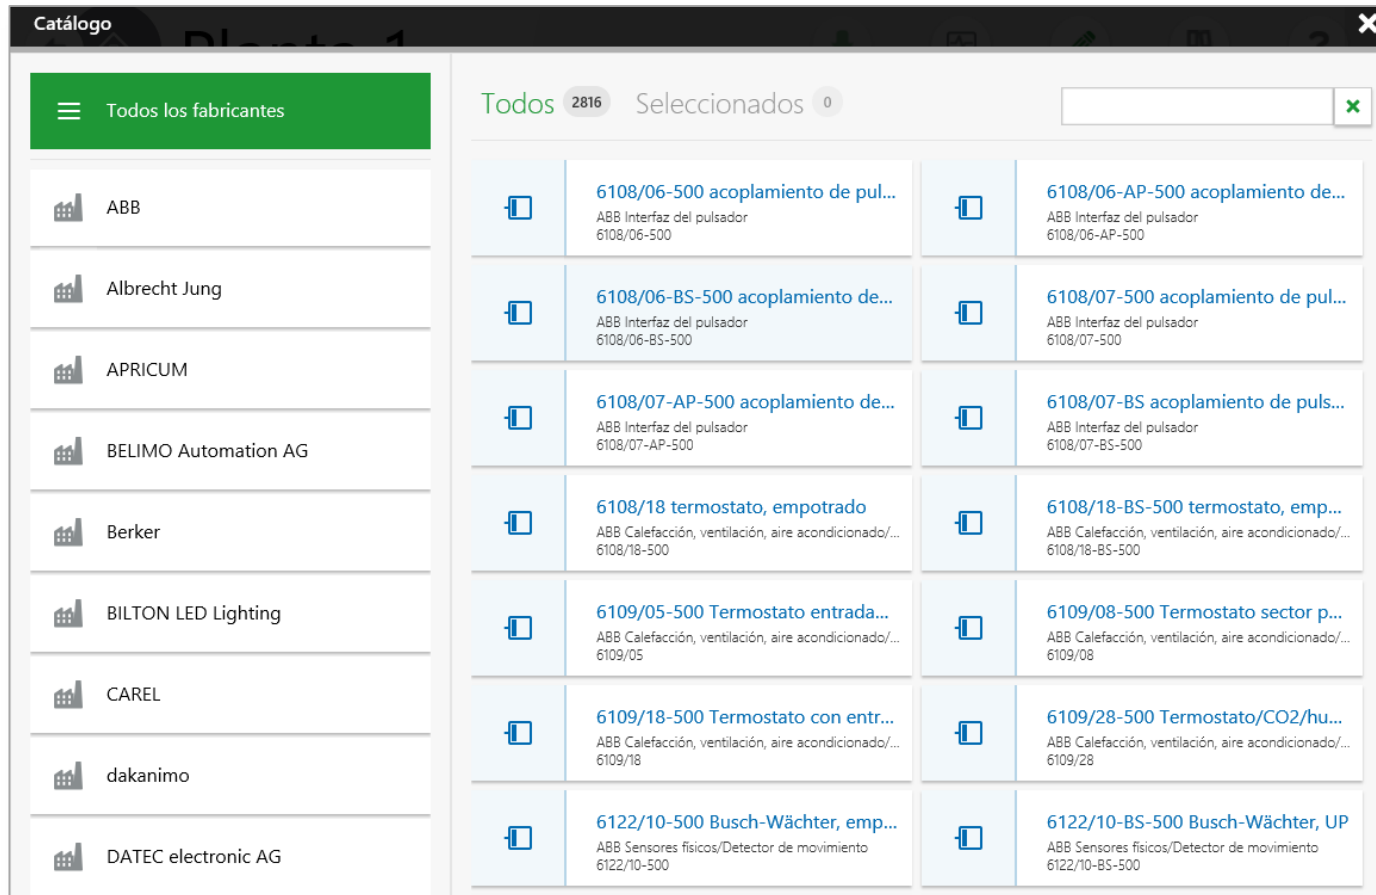 Catálogo
Planta 1
Todos los fabricantes
ABB
Albrecht Jung
APRICUM
BELIMO Automation AG
Berker
BILTON LED Lighting
CAREL
dakanimo
DATEC electronic AG
Todos 2816 Seleccionados 0
6108/06-500 acoplamiento de pul...
ABB Interfaz del pulsador
6108/06-500
6108/06-AP-500 acoplamiento de...
ABB Interfaz del pulsador
6108/06-AP-500
6108/06-BS-500 acoplamiento de...
ABB Interfaz del pulsador
6108/06-BS-500
6108/07-500 acoplamiento de pul...
ABB Interfaz del pulsador
6108/07-500
6108/07-AP-500 acoplamiento de...
ABB Interfaz del pulsador
6108/07-AP-500
6108/07-BS acoplamiento de puls...
ABB Interfaz del pulsador
6108/07-BS-500
6108/18 termostato, empotrado
ABB Calefacción, ventilación, aire acondicionado/...
6108/18-500
6108/18-BS-500 termostato, emp...
ABB Calefacción, ventilación, aire acondicionado/...
6108/18-BS-500
6109/05-500 Termostato entrada...
ABB Calefacción, ventilación, aire acondicionado/...
6109/05
6109/08-500 Termostato sector p...
ABB Calefacción, ventilación, aire acondicionado/...
6109/08
6109/18-500 Termostato con entr...
ABB Calefacción, ventilación, aire acondicionado/...
6109/18
6109/28-500 Termostato/CO2/hu...
ABB Calefacción, ventilación, aire acondicionado/...
6109/28
6122/10-500 Busch-Wächter, emp...
ABB Sensores físicos/Detector de movimiento
6122/10-500
6122/10-BS-500 Busch-Wächter, UP
ABB Sensores físicos/Detector de movimiento
6122/10-BS-500